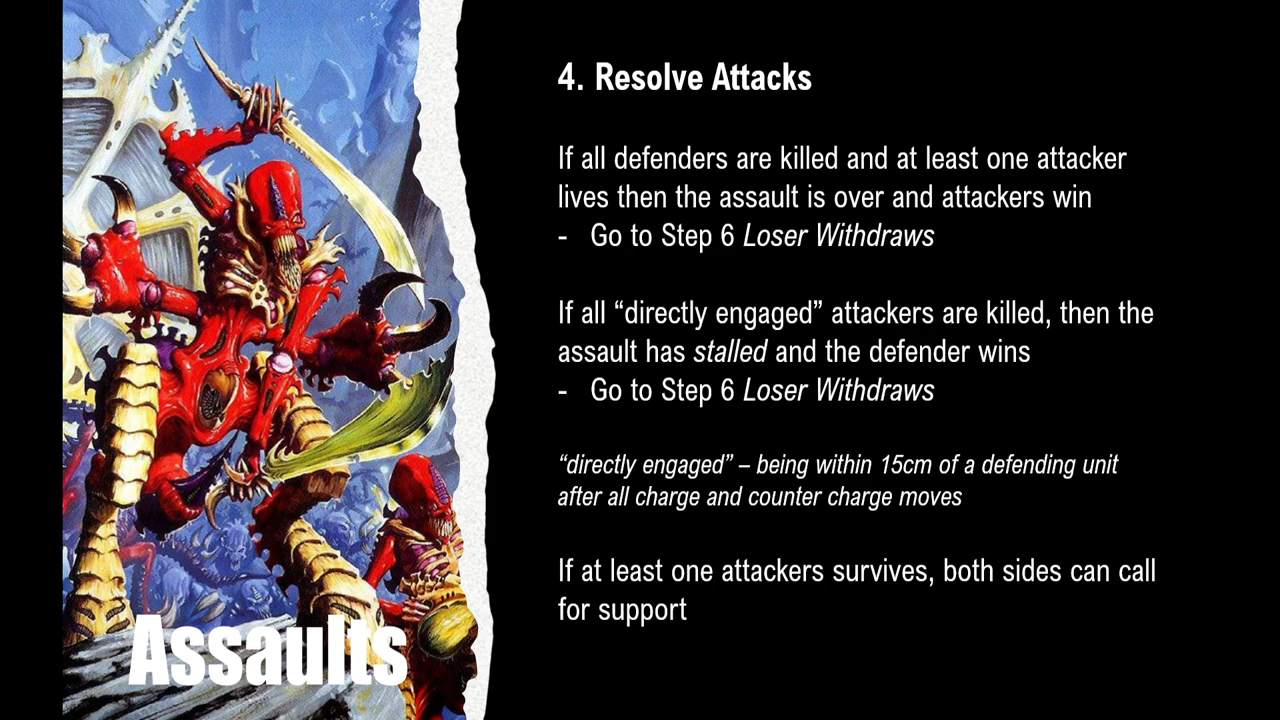 4. Resolve Attacks
If all defenders are killed and at least one attacker
lives then the assault is over and attackers win
- Go to Step 6 Loser Withdraws
If all “directly engaged” attackers are killed, then the
assault has stalled and the defender wins
- Go to Step 6 Loser Withdraws
“directly engaged” – being within 15cm of a defending unit
after all charge and counter charge moves
If at least one attackers survives, both sides can call
for support
Assaults